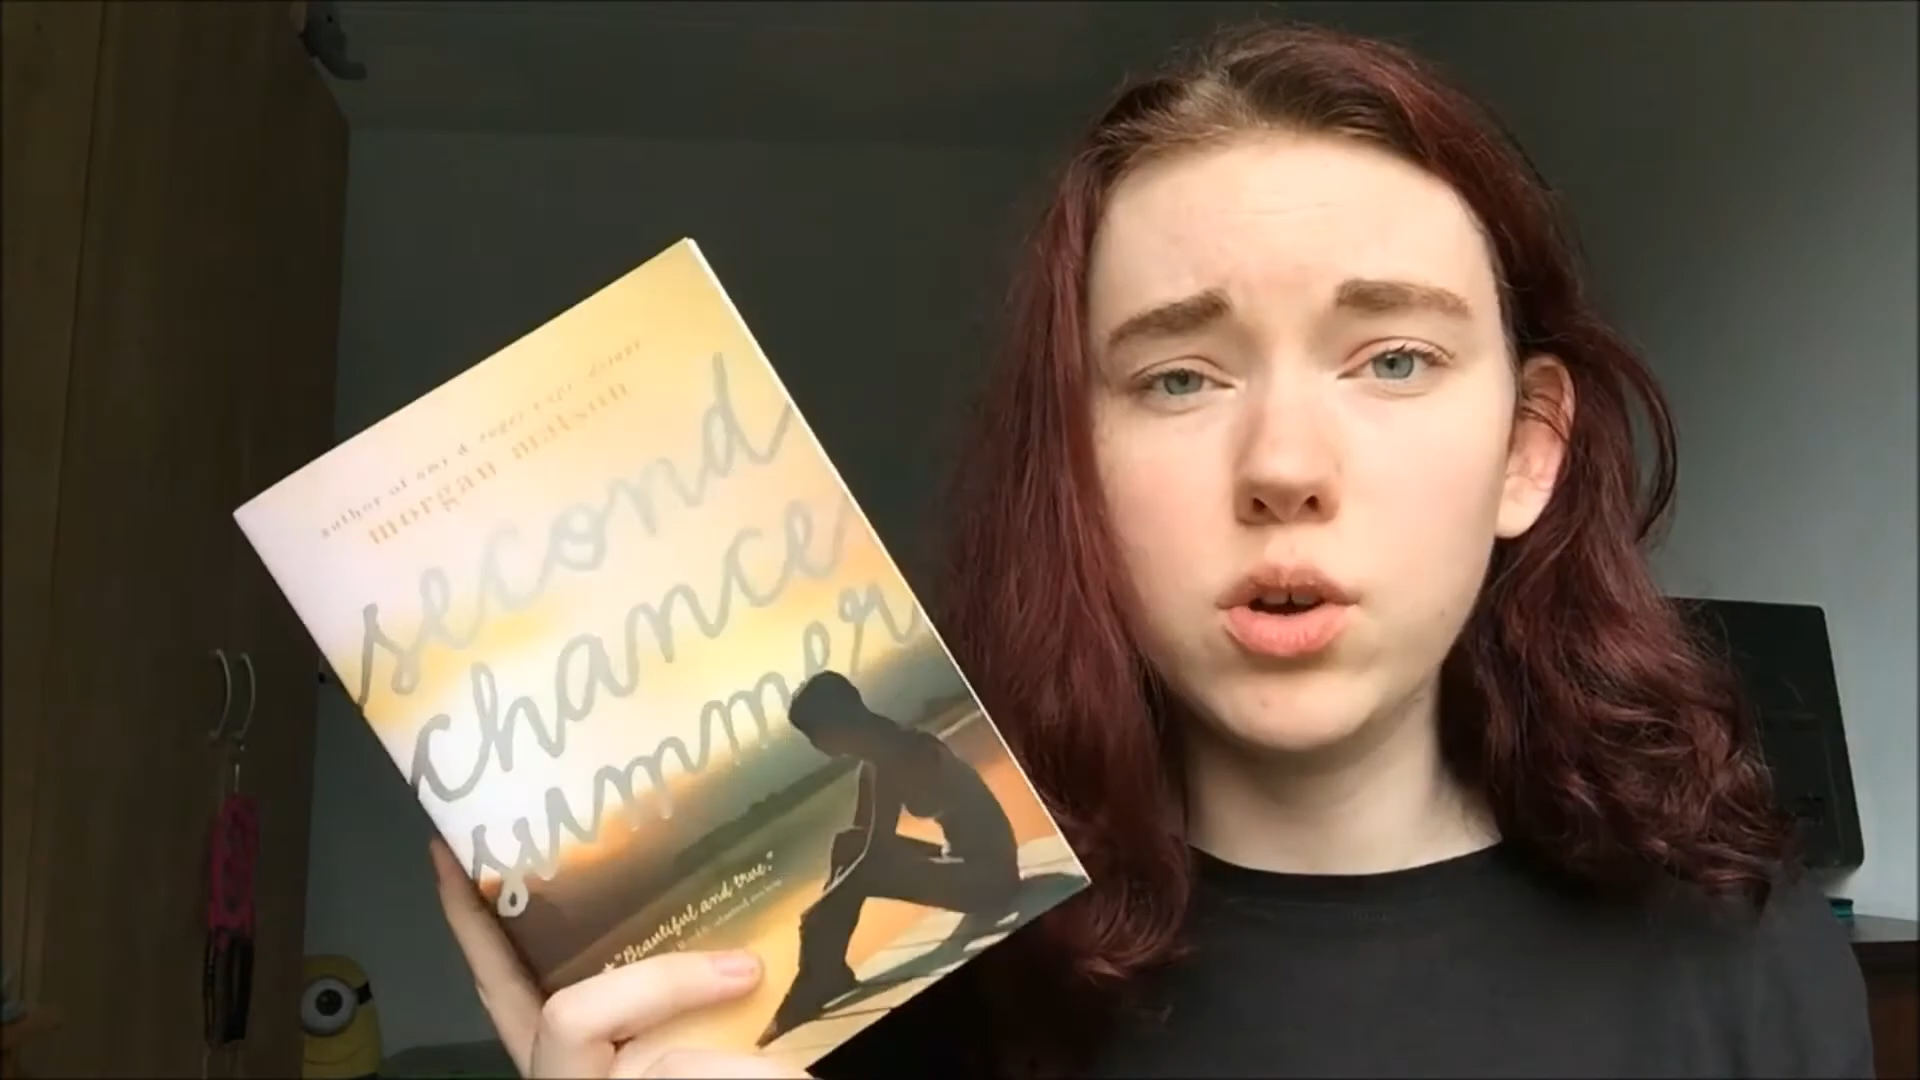 author of amy & roger's epic detour
morgan matson
second
chance
summer
"Beautiful and true."